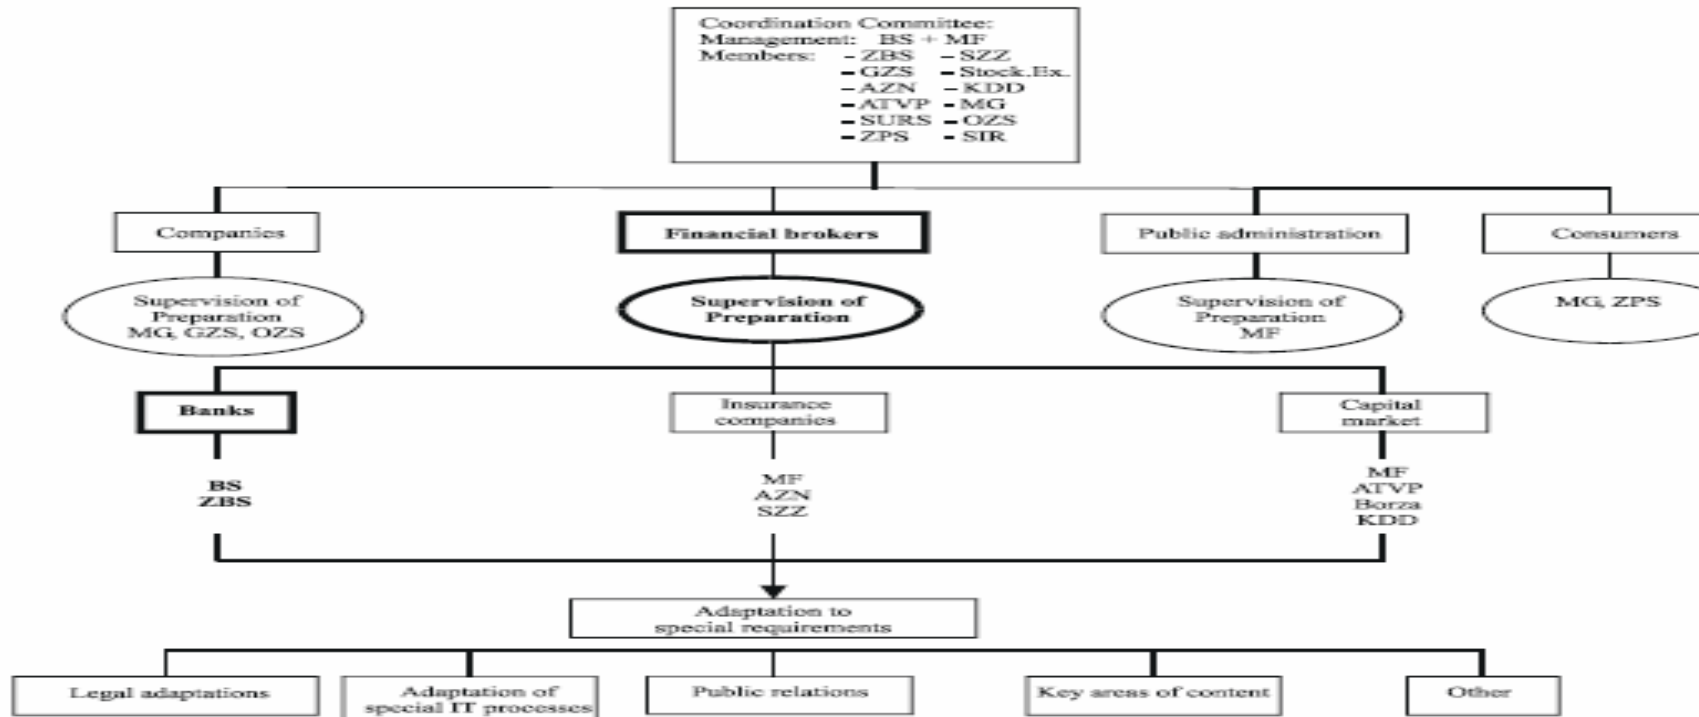 Coordination Committee:
Management: BS + MF
Members: - ZBS - SZZ
- GZS - Stock.Ex.
- AZN - KDD
- ATVP - MG
- SURS - OZS
- ZPS - SIR
Companies
Financial brokers
Public administration
Consumers
Supervision of
Preparation
MG, GZS, OZS
Supervision of
Preparation
Supervision of
Preparation
MF
MG, ZPS
Banks
Insurance
companies
Capital
market
BS
ZBS
MF
AZN
SZZ
MF
ATVP
Borza
KDD
Adaptation to
special requirements
Legal adaptations
Adaptation of
special IT processes
Public relations
Key areas of content
Other